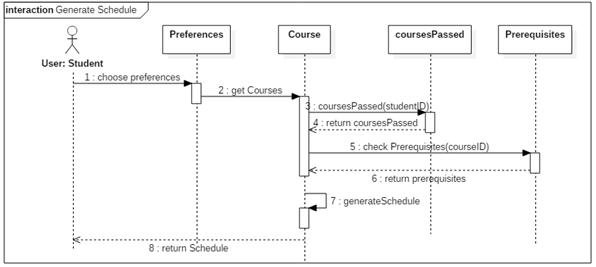 interaction Generate Schedule
Preferences
Course
coursesPassed
Prerequisites
User: Student
1 : choose preferences
2 : get Courses
3 : coursesPassed(studentID)
4 : return coursesPassed
5 : check Prerequisites(courseID)
6 : return prerequisites
7 : generateSchedule
8 : return Schedule